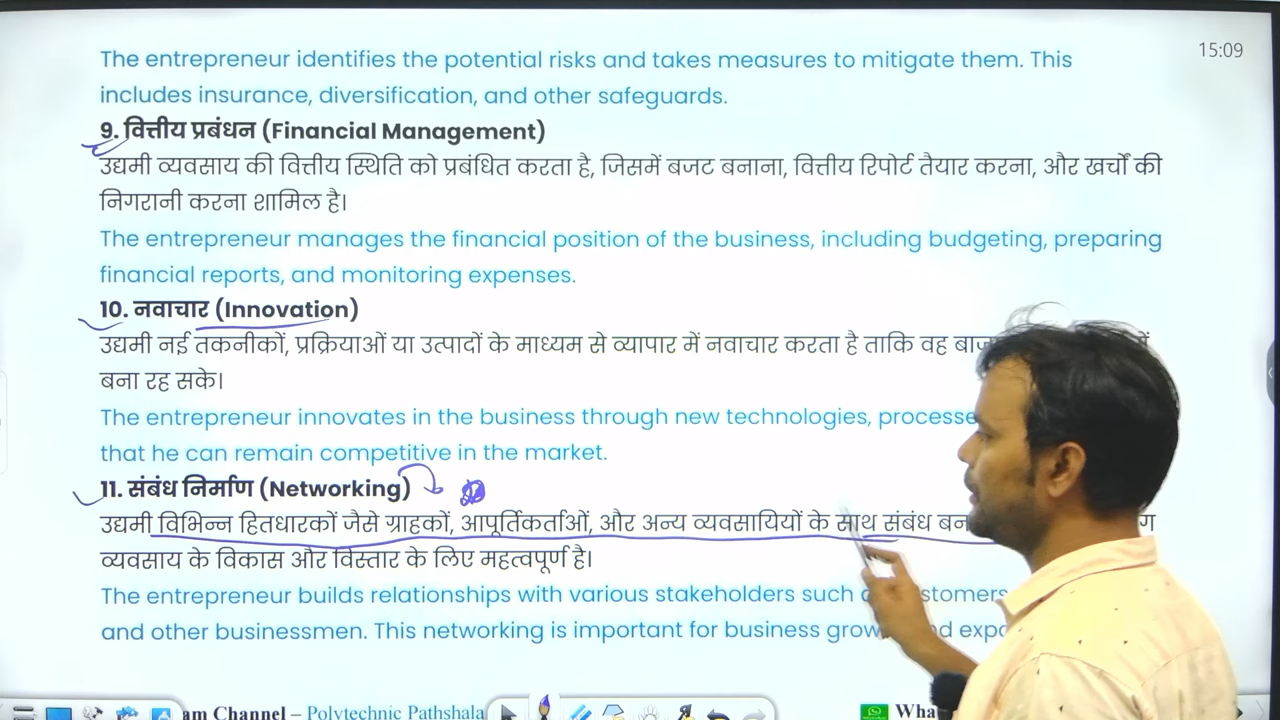 15:09
The entrepreneur identifies the potential risks and takes measures to mitigate them. This
includes insurance, diversification, and other safeguards.
9. वित्तीय प्रबंधन (Financial Management)
उद्यमी व्यवसाय की वित्तीय स्थिति को प्रबंधित करता है, जिसमें बजट बनाना, वित्तीय रिपोर्ट तैयार करना, और खर्चों की
निगरानी करना शामिल है।
The entrepreneur manages the financial position of the business, including budgeting, preparing
financial reports, and monitoring expenses.
10. नवाचार (Innovation)
उद्यमी नई तकनीकों, प्रक्रियाओं या उत्पादों के माध्यम से व्यापार में नवाचार करता है ताकि वह में
बना रह सके।
The entrepreneur innovates in the business through new technologies,
that he can remain competitive in the market.
11. संबंध निर्माण (Networking)
उद्यमी विभिन्न हितधारकों जैसे ग्राहकों, आपूर्तिकर्ताओं, और अन्य व्यवसायियों के साथ संबंध
व्यवसाय के विकास और विस्तार के लिए महत्वपूर्ण है।
The entrepreneur builds relationships with various stakeholders such
and other businessmen. This networking is important for business
am Channel – Polytechnic Pathshala